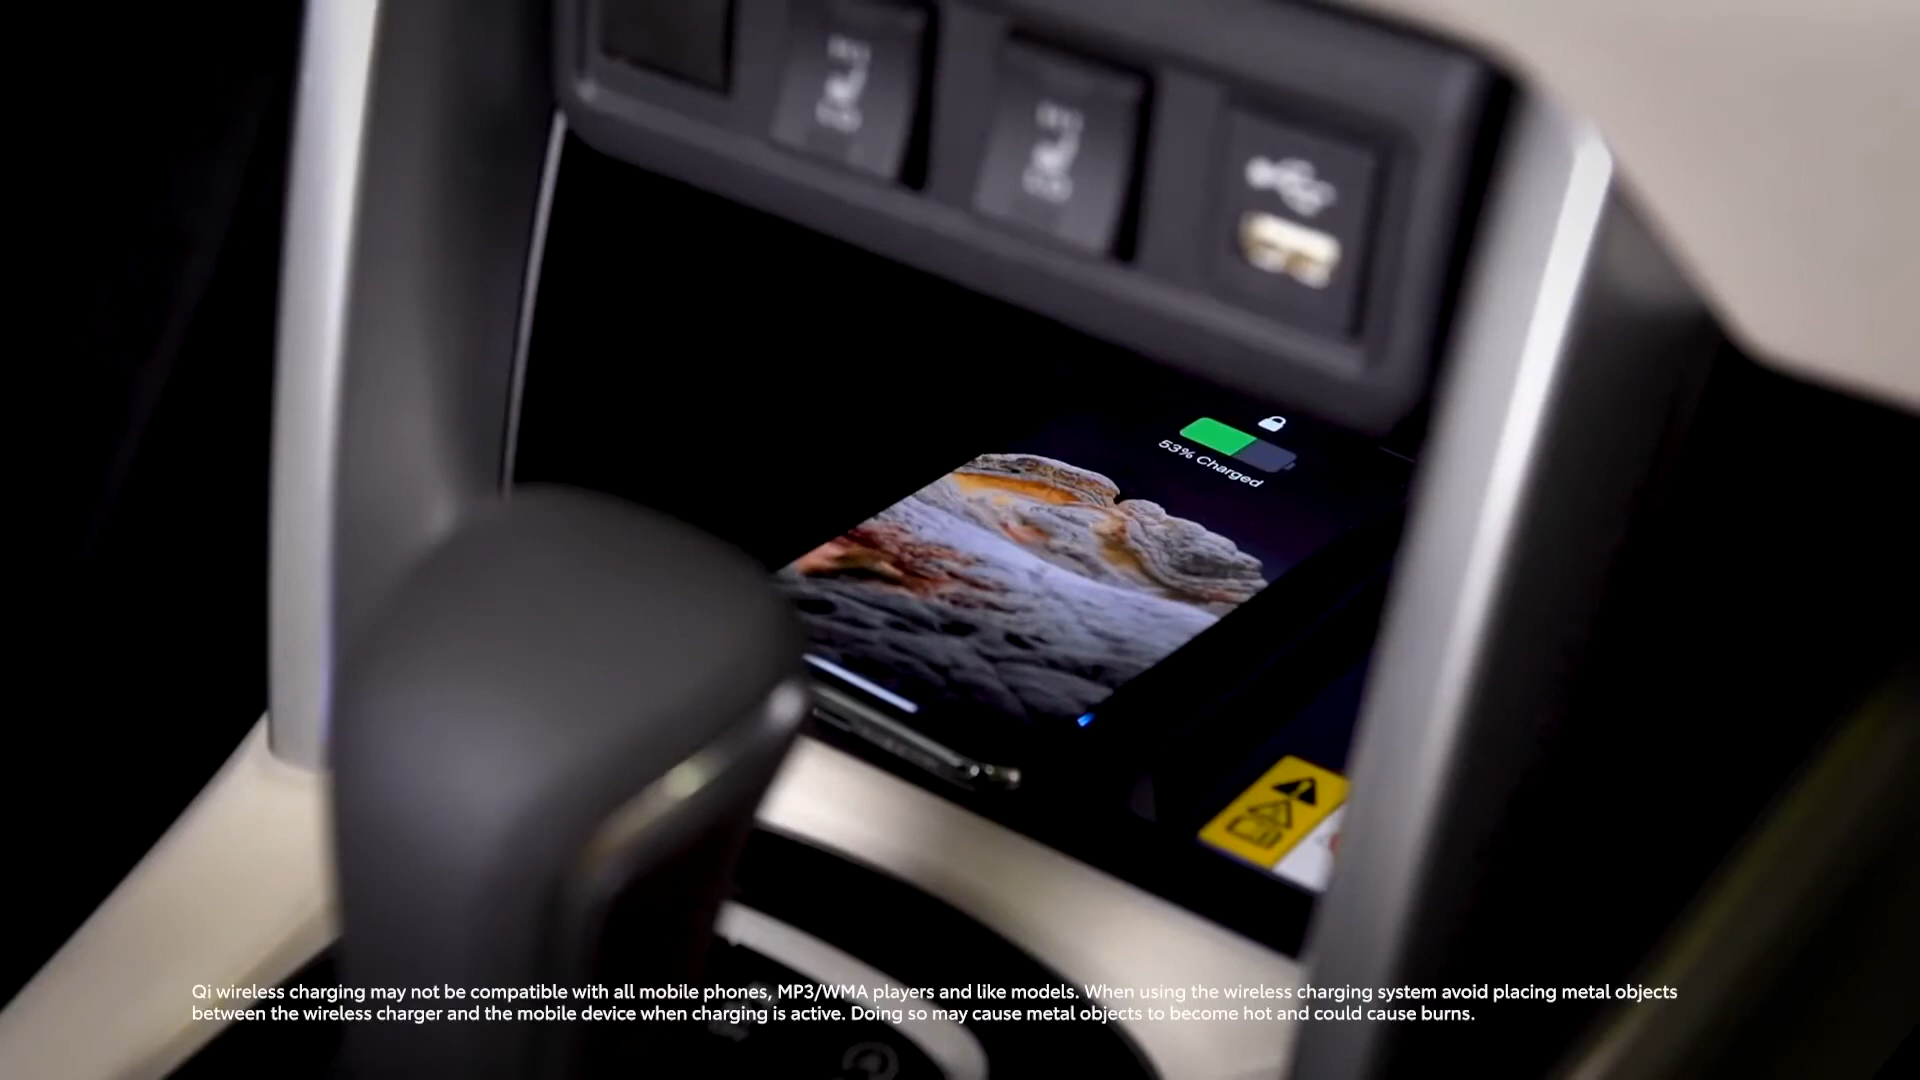 53% Charged
Qi wireless charging may not be compatible with all mobile phones, MP3/WMA players and like models. When using the wireless charging system avoid placing metal objects
between the wireless charger and the mobile device when charging is active. Doing so may cause metal objects to become hot and could cause burns.